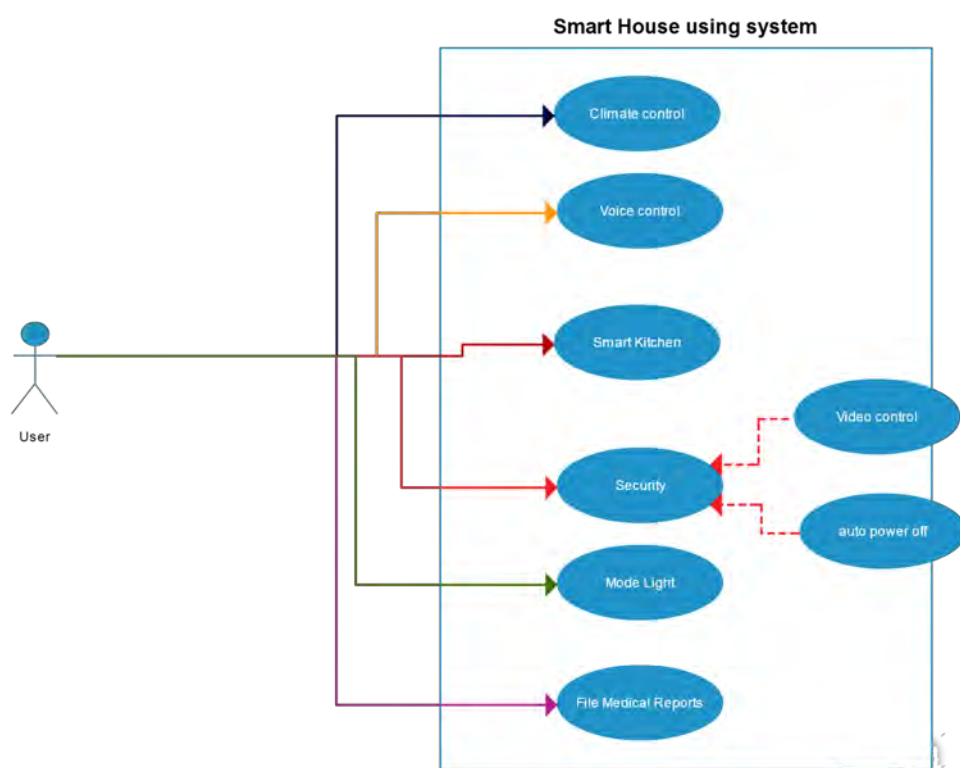 Smart House using system
Climate control
Voice control
Smart Kitchen
Video control
User
Security
auto power off
Mode Light
File Medical Reports